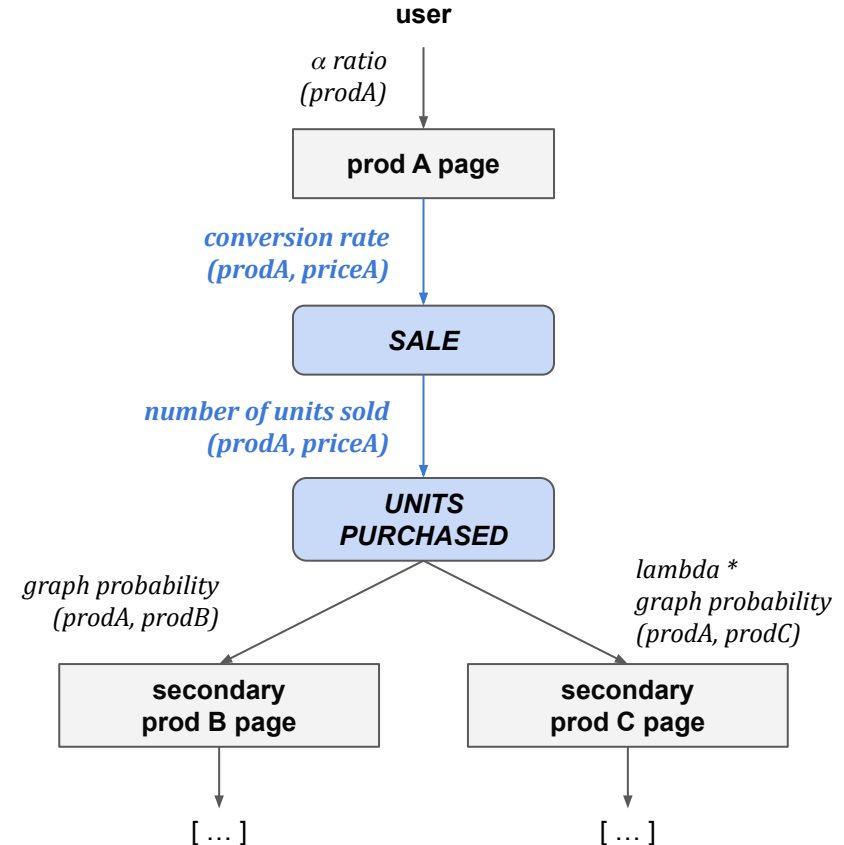 user
α ratio
(prodA)
prod A page
conversion rate
(prodA, priceA)
SALE
number of units sold
(prodA, priceA)
UNITS
PURCHASED
graph probability
(prodA, prodB)
lambda *
graph probability
(prodA, prodC)
secondary
prod B page
secondary
prod C page
[ … ]
[ … ]